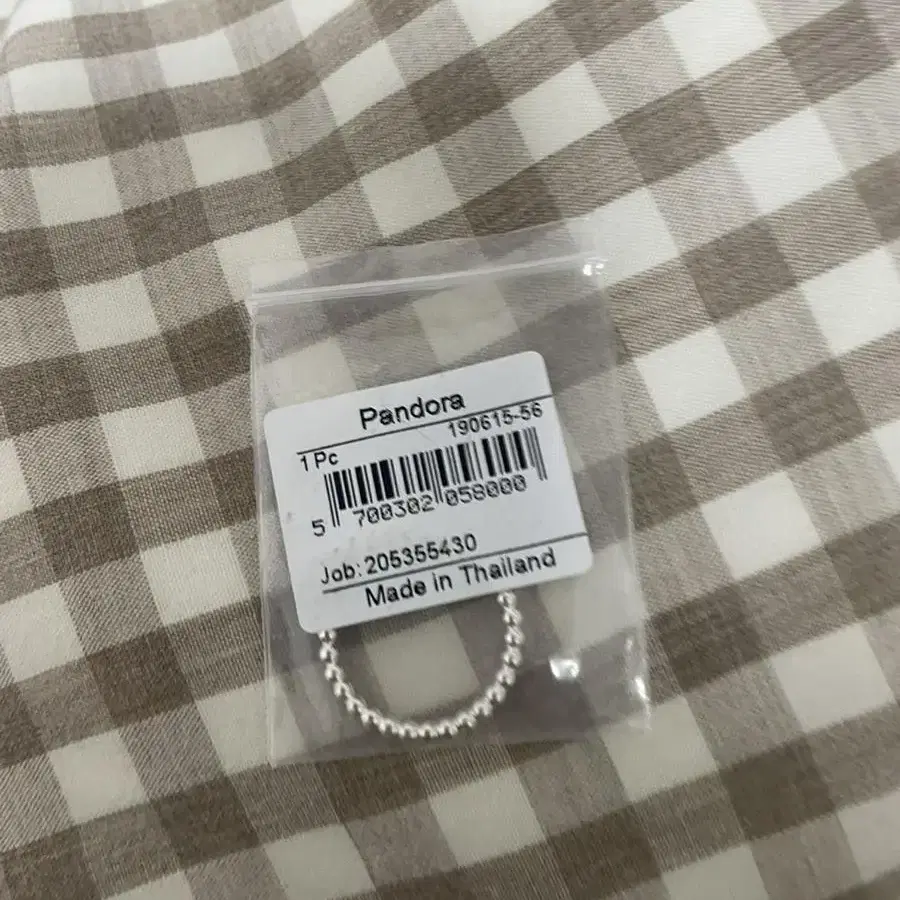 Pandora
190615-56
1 Pc
5 700302 058000
Job:205355430
Made in Thailand